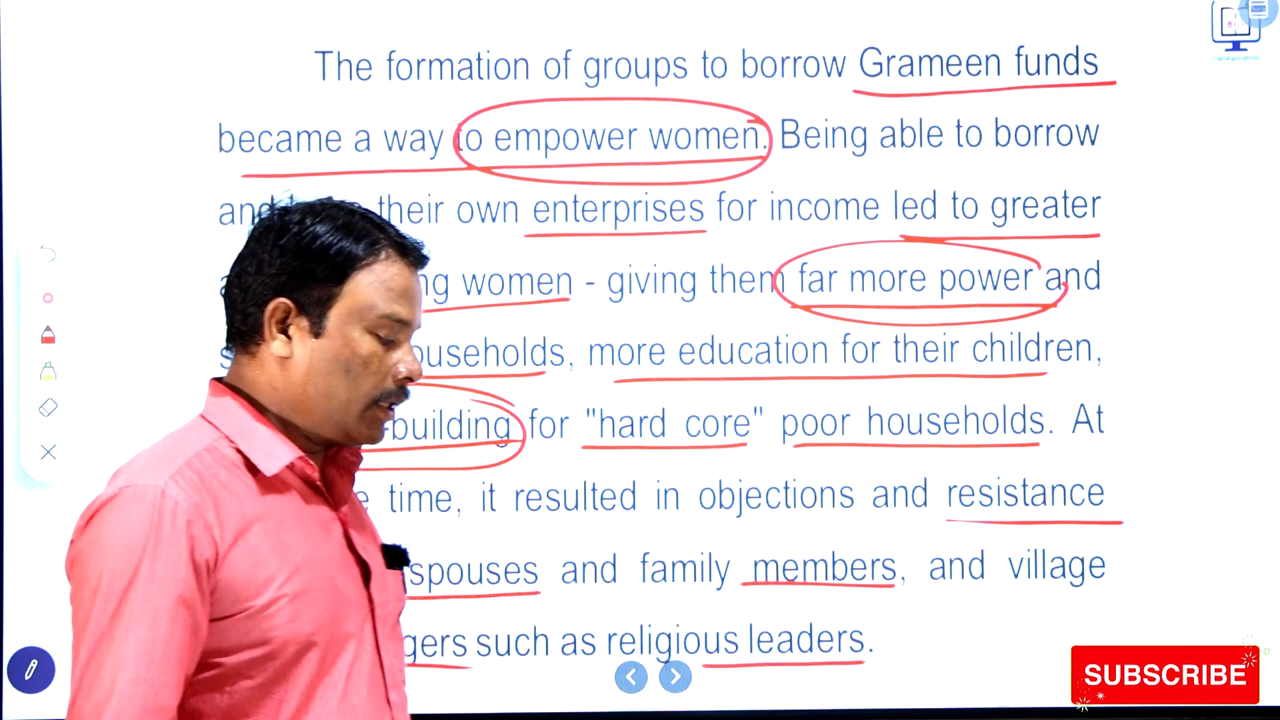 The formation of groups to borrow Grameen funds
became a way to empower women. Being able to borrow
their own enterprises for income led to greater
women - giving them far more power and
households, more education for their children,
-building for "hard core" poor households. At
time, it resulted in objections and resistance
spouses and family members, and village
such as religious leaders.
SUBSCRIBE